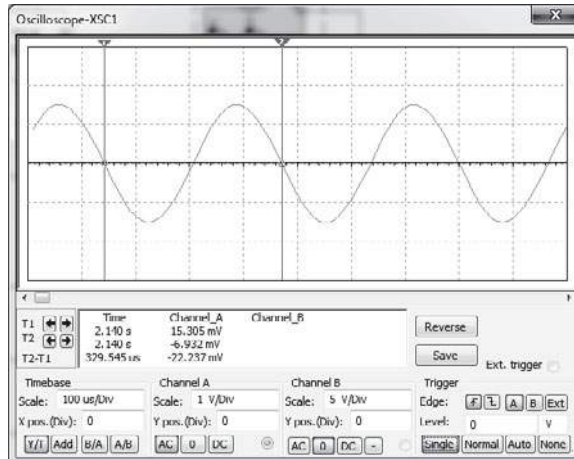 Oscilloscope-XSC1
1
2
T1
T2
T2-T1
Time Channel_A Channel_B
2.140 s 15.305 mV
2.140 s -6.932 mV
329.545 us -22.237 mV
Reverse
Save
Ext. trigger
Timebase
Scale: 100 us/Div
X pos.(Div): 0
Y/T Add B/A A/B
Channel A
Scale: 1 V/Div
Y pos.(Div): 0
AC 0 DC
Channel B
Scale: 5 V/Div
Y pos.(Div): 0
AC 0 DC -
Trigger
Edge: A B Ext
Level: 0 V
Single Normal Auto None